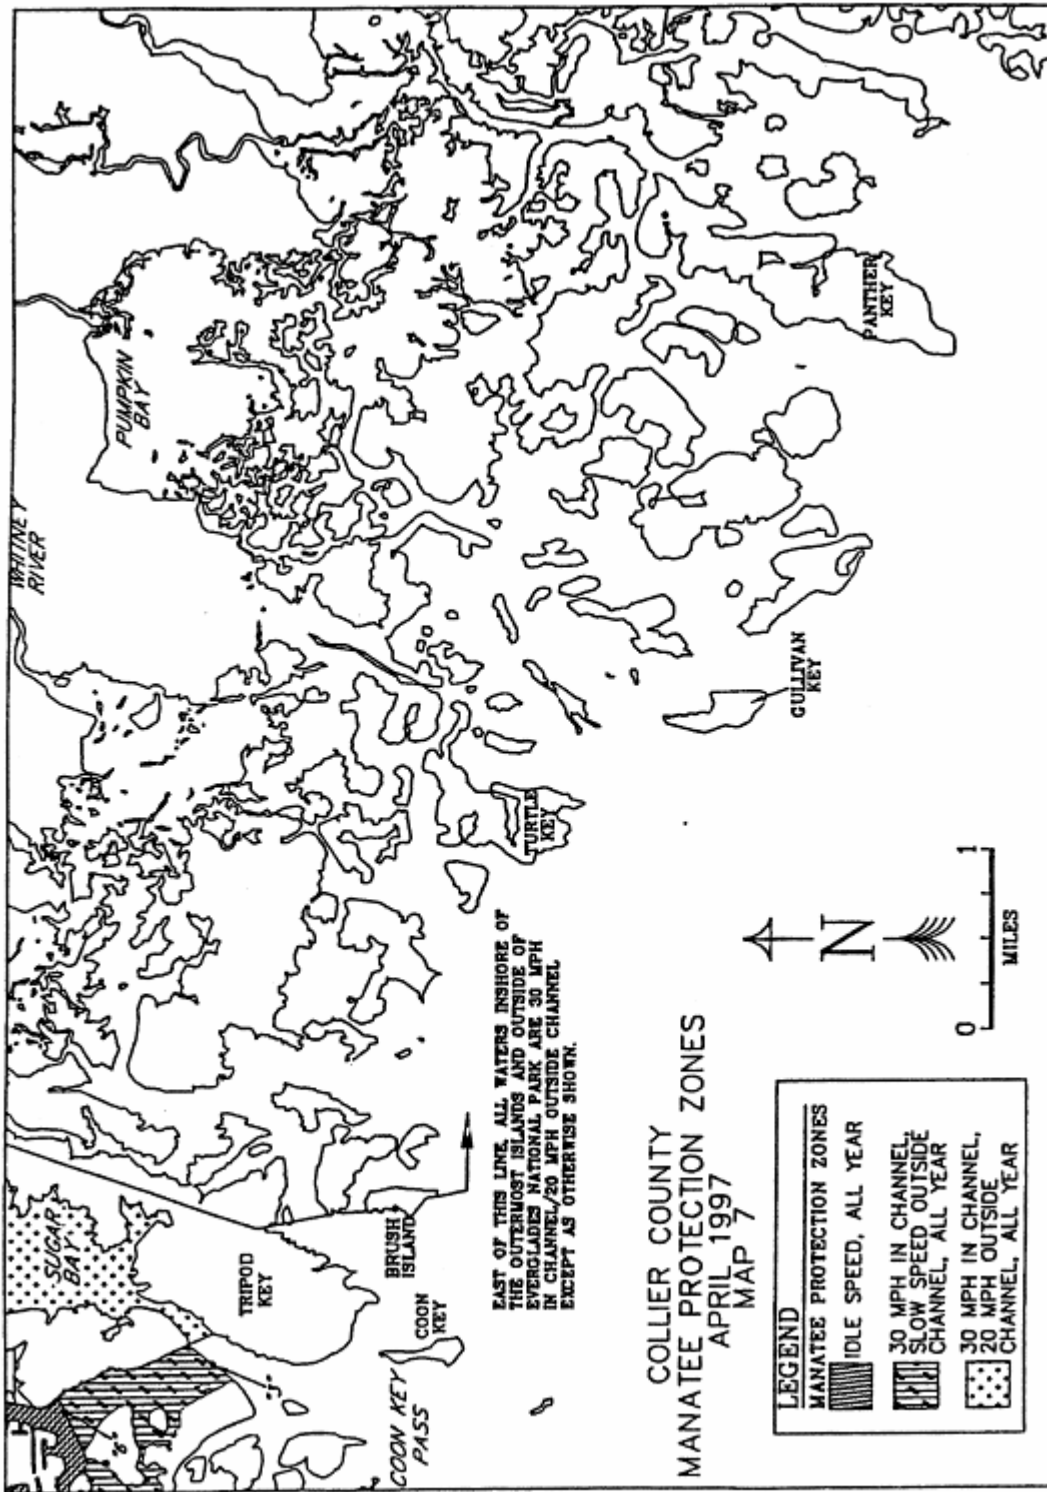 WHITNEY
RIVER
PUMPKIN
BAY
SUGAR
BAY
TRIPOD
KEY
BRUSH
ISLAND
COON
KEY
COON KEY
PASS
TURTLE
KEY
GULLIVAN
KEY
PANTHER
KEY
EAST OF THIS LINE, ALL WATERS INSHORE OF
THE OUTERMOST ISLANDS AND OUTSIDE OF
EVERGLADES NATIONAL PARK ARE 30 MPH
IN CHANNEL/20 MPH OUTSIDE CHANNEL
EXCEPT AS OTHERWISE SHOWN.
COLLIER COUNTY
MANATEE PROTECTION ZONES
APRIL 1997
MAP 7
N
0 1
MILES
LEGEND
MANATEE PROTECTION ZONES
IDLE SPEED, ALL YEAR
30 MPH IN CHANNEL,
SLOW SPEED OUTSIDE
CHANNEL, ALL YEAR
30 MPH IN CHANNEL,
20 MPH OUTSIDE
CHANNEL, ALL YEAR